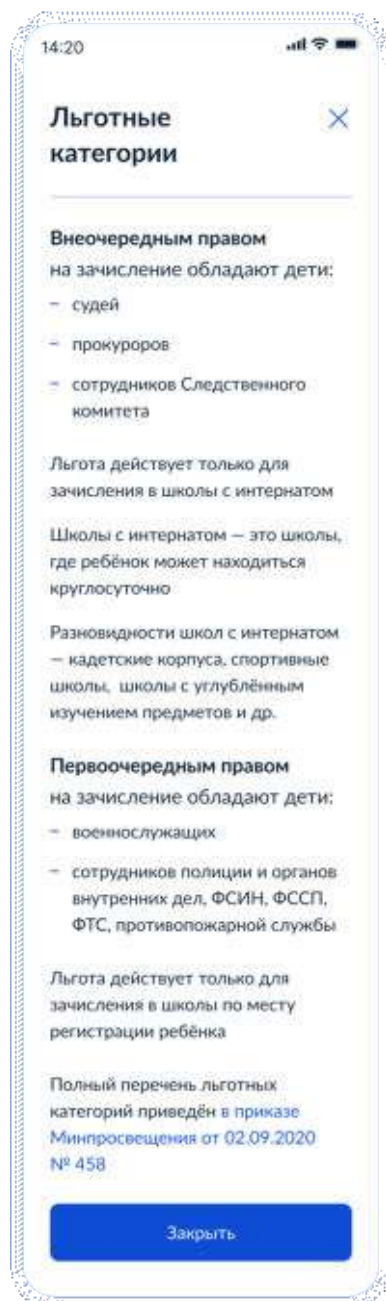 14:20
Льготные
категории
Внеочередным правом
на зачисление обладают дети:
– судей
– прокуроров
– сотрудников Следственного
комитета
Льгота действует только для
зачисления в школы с интернатом
Школы с интернатом — это школы,
где ребёнок может находиться
круглосуточно
Разновидности школ с интернатом
— кадетские корпуса, спортивные
школы, школы с углублённым
изучением предметов и др.
Первоочередным правом
на зачисление обладают дети:
– военнослужащих
– сотрудников полиции и органов
внутренних дел, ФСИН, ФССП,
ФТС, противопожарной службы
Льгота действует только для
зачисления в школы по месту
регистрации ребёнка
Полный перечень льготных
категорий приведён в приказе
Минпросвещения от 02.09.2020
№ 458
Закрыть